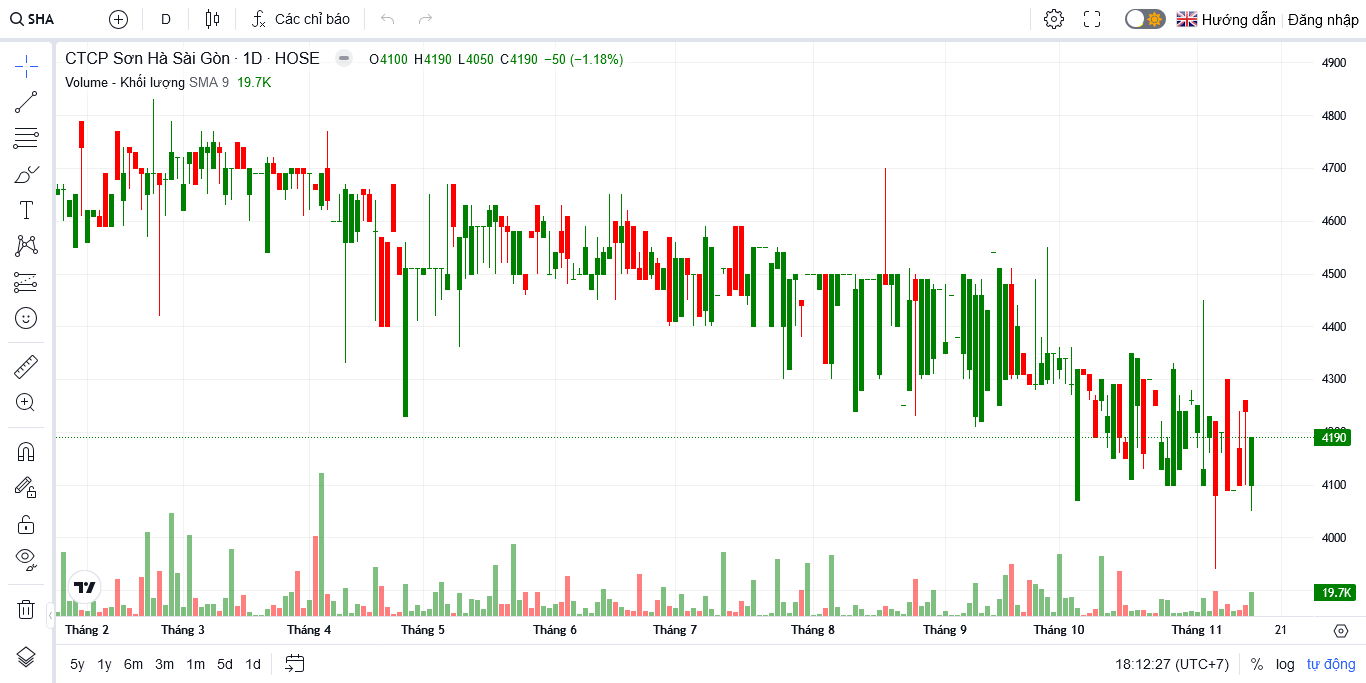 SHA D Các chỉ báo Hướng dẫn Đăng nhập
CTCP Sơn Hà Sài Gòn · 1D · HOSE O4100 H4190 L4050 C4190 −50 (−1.18%)
Volume - Khối lượng SMA 9 19.7K
4900
4800
4700
4600
4500
4400
4300
4190
4100
4000
19.7K
Tháng 2 Tháng 3 Tháng 4 Tháng 5 Tháng 6 Tháng 7 Tháng 8 Tháng 9 Tháng 10 Tháng 11 21
5y 1y 6m 3m 1m 5d 1d 18:12:27 (UTC+7) % log tự động